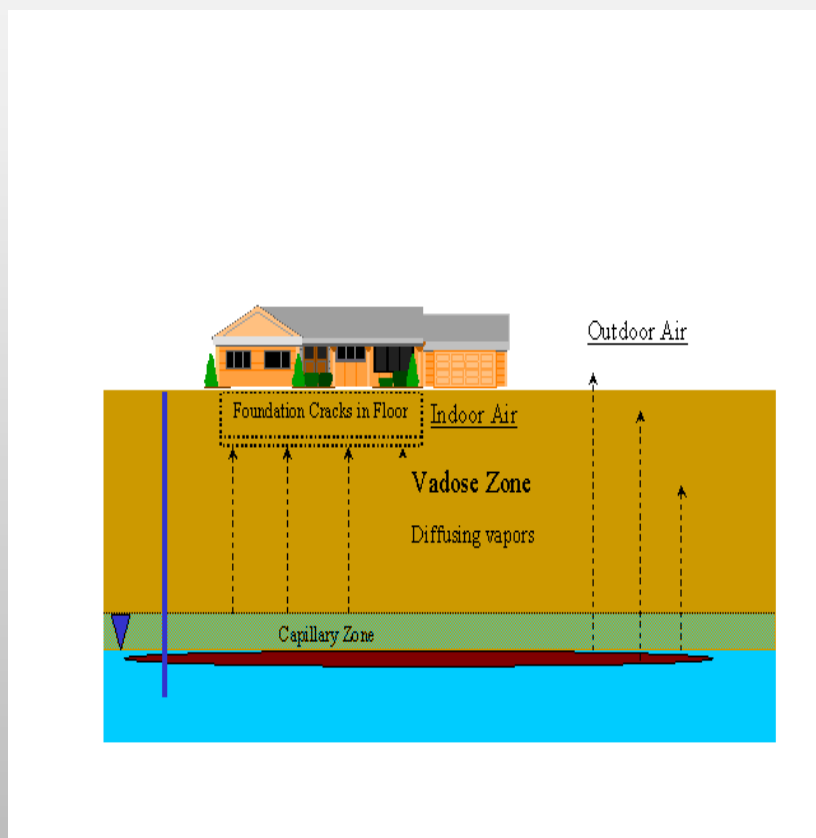 Outdoor Air
Foundation Cracks in Floor
Indoor Air
Vadose Zone
Diffusing vapors
Capillary Zone